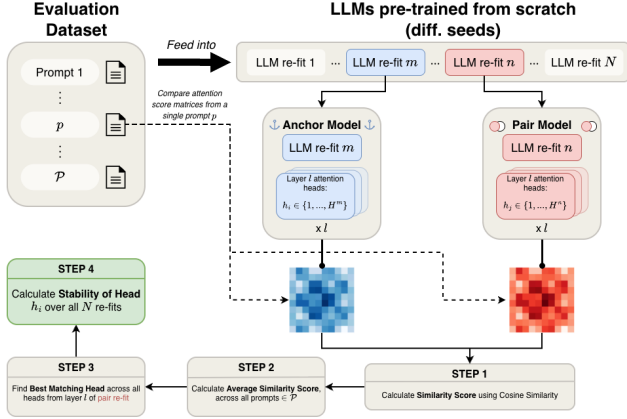 Evaluation
Dataset
Prompt 1
⋮
p
⋮
𝒫
Feed into
Compare attention
score matrices from a
single prompt p
LLMs pre-trained from scratch
(diff. seeds)
LLM re-fit 1 ... LLM re-fit m ... LLM re-fit n ... LLM re-fit N
Anchor Model
LLM re-fit m
Layer l attention
heads:
h_i ∈ {1, ..., H^m}
x l
Pair Model
LLM re-fit n
Layer l attention
heads:
h_j ∈ {1, ..., H^n}
x l
STEP 1
Calculate Similarity Score using Cosine Similarity
STEP 2
Calculate Average Similarity Score,
across all prompts ∈ 𝒫
STEP 3
Find Best Matching Head across all
heads from layer l of pair re-fit
STEP 4
Calculate Stability of Head
h_i over all N re-fits